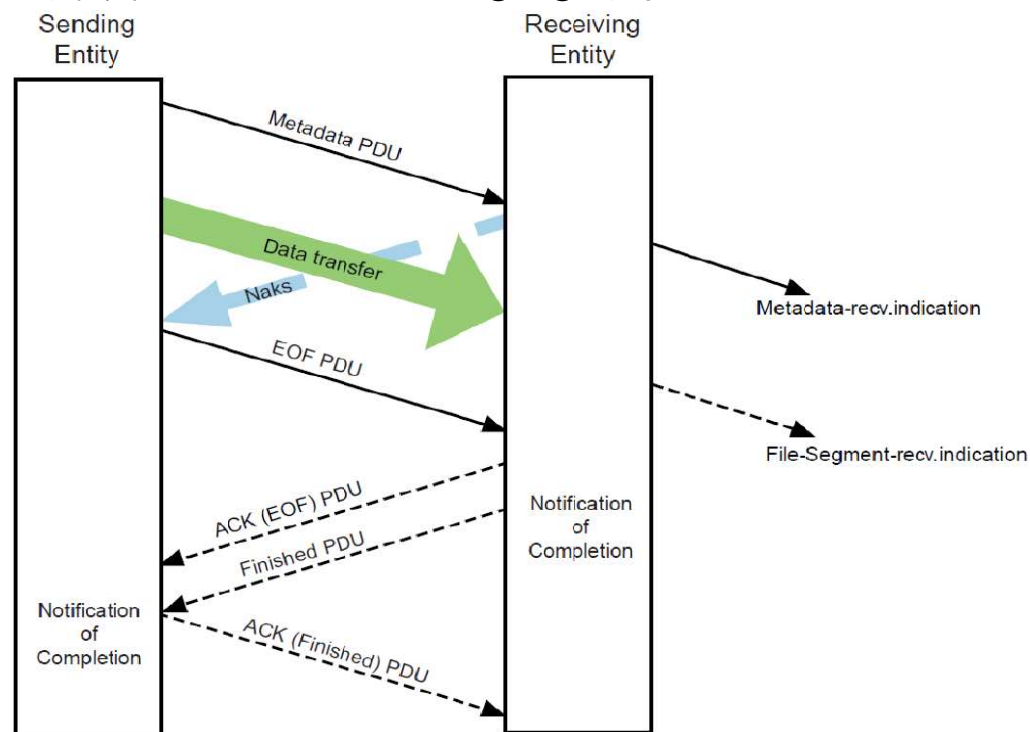 Sending
Entity
Receiving
Entity
Metadata PDU
Data transfer
Naks
Metadata-recv.indication
EOF PDU
File-Segment-recv.indication
ACK (EOF) PDU
Notification
of
Completion
Finished PDU
Notification
of
Completion
ACK (Finished) PDU